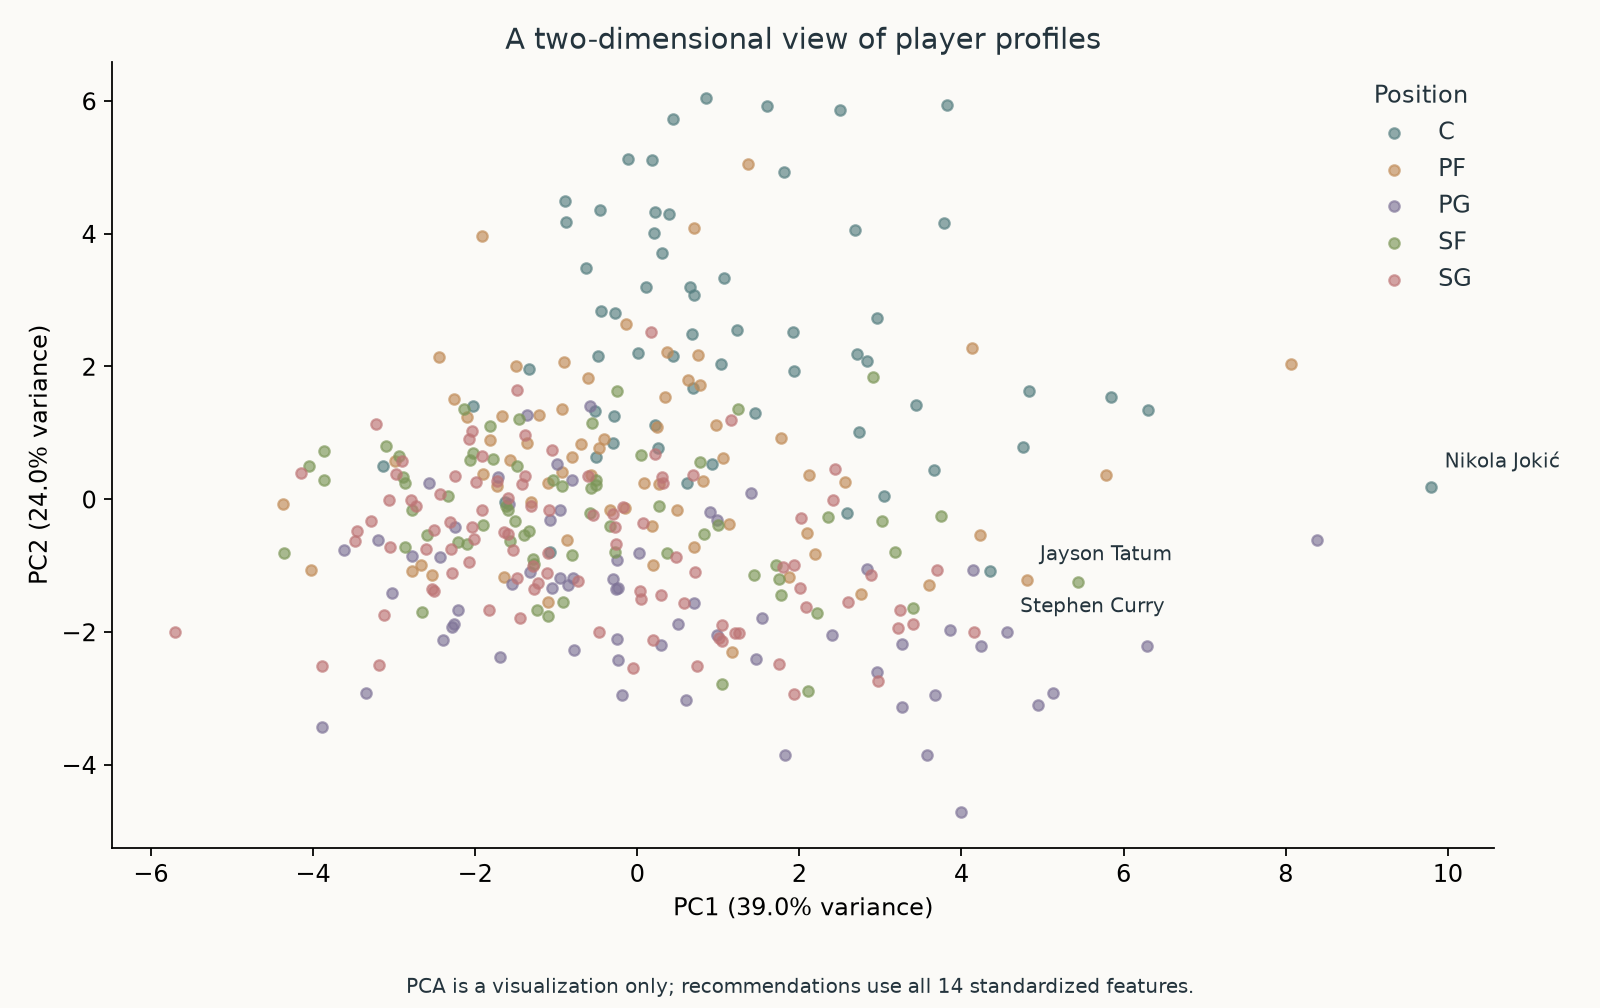 A two-dimensional view of player profiles
Position
C
PF
PG
SF
SG
6
4
2
0
−2
−4
PC2 (24.0% variance)
Nikola Jokić
Jayson Tatum
Stephen Curry
−6
−4
−2
0
2
4
6
8
10
PC1 (39.0% variance)
PCA is a visualization only; recommendations use all 14 standardized features.